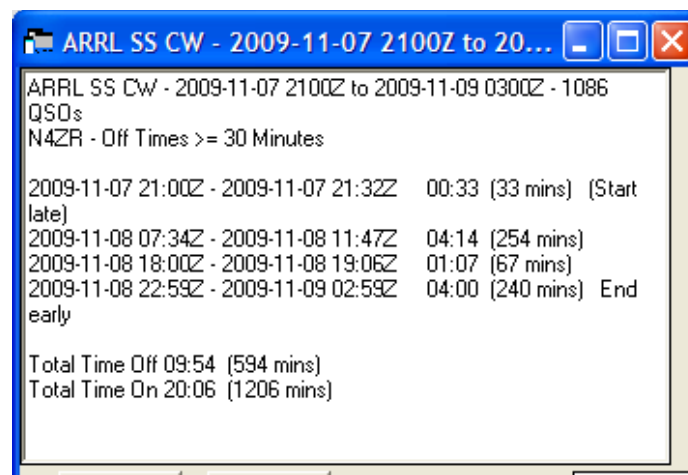 ARRL SS CW - 2009-11-07 2100Z to 20...
ARRL SS CW - 2009-11-07 2100Z to 2009-11-09 0300Z - 1086
QSOs
N4ZR - Off Times >= 30 Minutes
2009-11-07 21:00Z - 2009-11-07 21:32Z 00:33 (33 mins) (Start
late)
2009-11-08 07:34Z - 2009-11-08 11:47Z 04:14 (254 mins)
2009-11-08 18:00Z - 2009-11-08 19:06Z 01:07 (67 mins)
2009-11-08 22:59Z - 2009-11-09 02:59Z 04:00 (240 mins) End
early
Total Time Off 09:54 (594 mins)
Total Time On 20:06 (1206 mins)